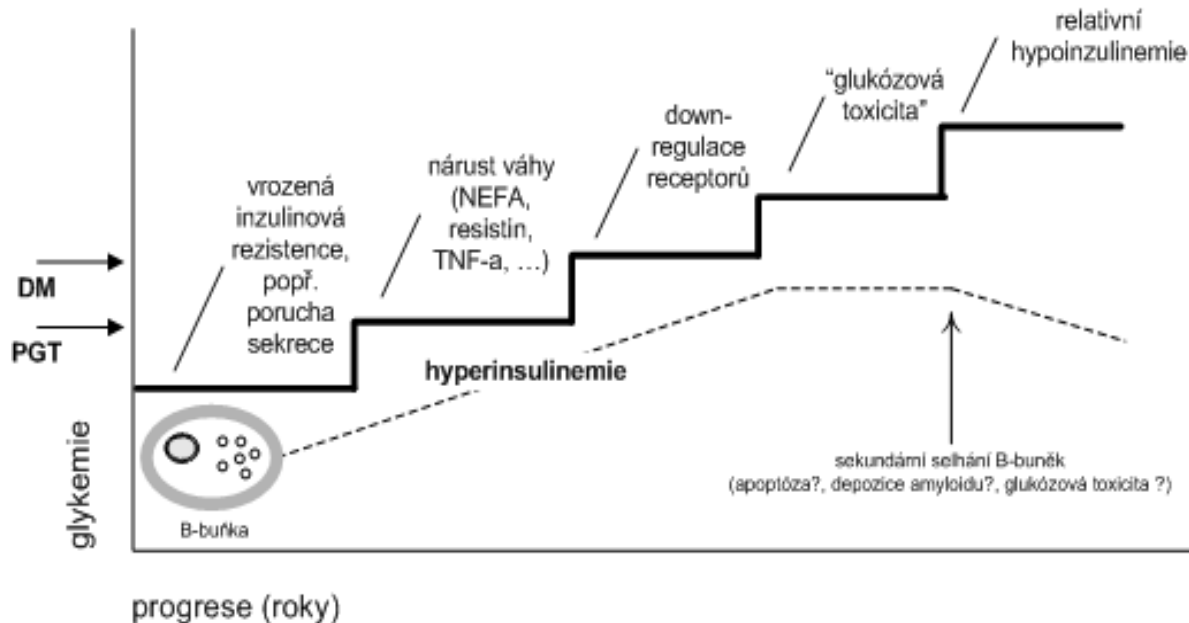 relativní
hypoinzulinemie
“glukózová
toxicita”
down-
regulace
receptorů
nárust váhy
(NEFA,
resistin,
TNF-a, ...)
vrozená
inzulinová
rezistence,
popř.
porucha
sekrece
DM
PGT
hyperinsulinemie
glykemie
B-buňka
sekundární selhání B-buněk
(apoptóza?, depozice amyloidu?, glukózová toxicita ?)
progrese (roky)